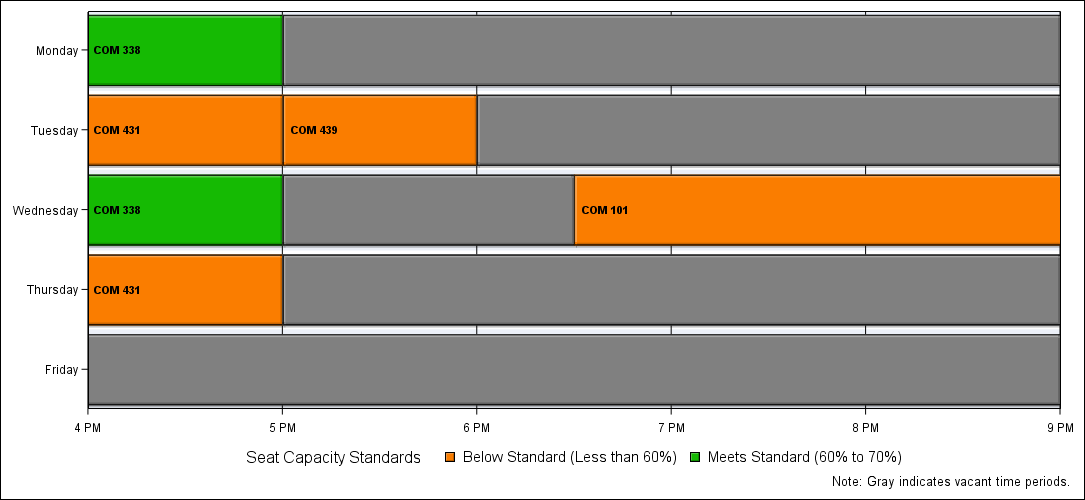 Monday
COM 338
Tuesday
COM 431
COM 439
Wednesday
COM 338
COM 101
Thursday
COM 431
Friday
4 PM 5 PM 6 PM 7 PM 8 PM 9 PM
Seat Capacity Standards Below Standard (Less than 60%) Meets Standard (60% to 70%)
Note: Gray indicates vacant time periods.